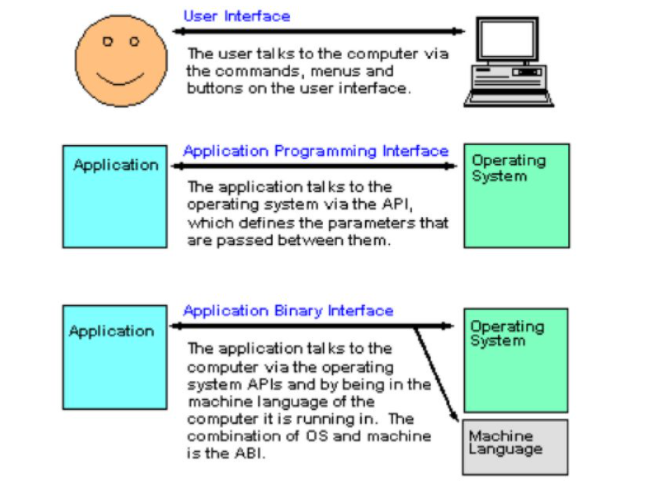 User Interface
The user talks to the computer via
the commands, menus and
buttons on the user interface.
Application
Application Programming Interface
The application talks to the
operating system via the API,
which defines the parameters that
are passed between them.
Operating
System
Application
Application Binary Interface
The application talks to the
computer via the operating
system APIs and by being in the
machine language of the
computer it is running in. The
combination of OS and machine
is the ABI.
Operating
System
Machine
Language